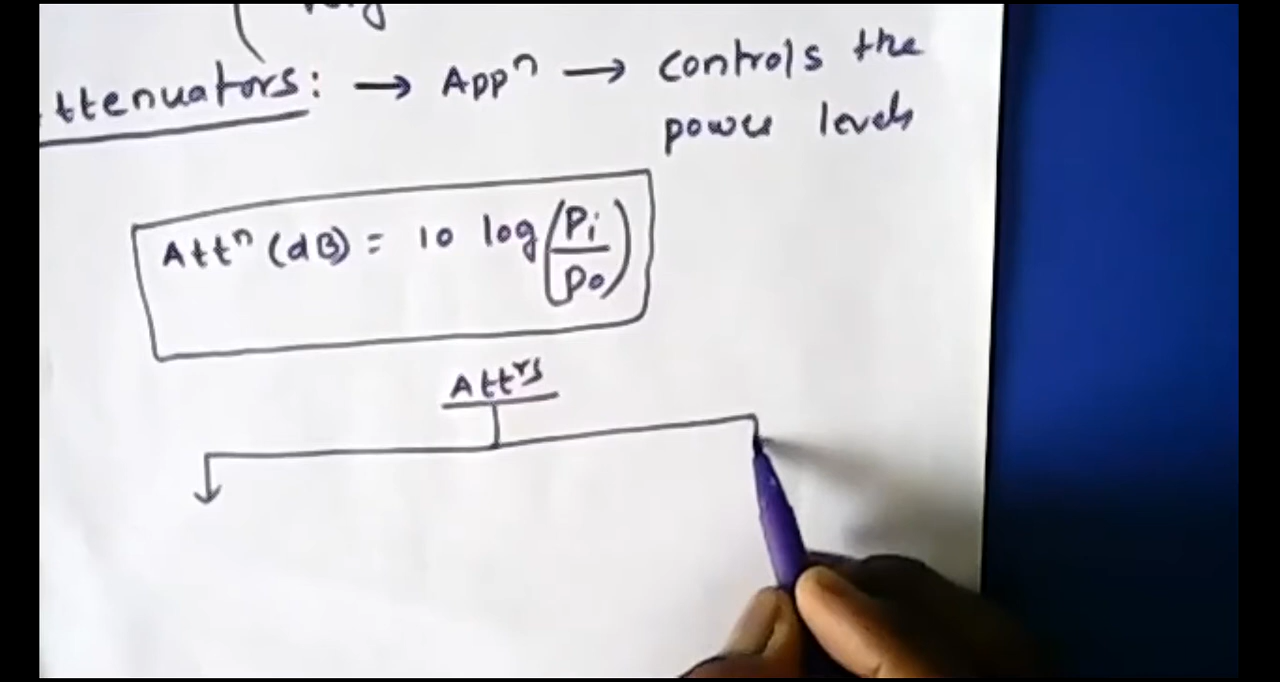 ttenuators: → Appⁿ → controls the
power levels
Attⁿ (dB) = 10 log(Pi/Po)
Attʳs